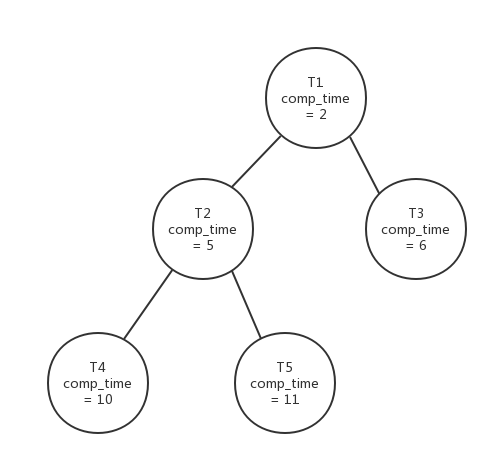 T1
comp_time
= 2
T2
comp_time
= 5
T3
comp_time
= 6
T4
comp_time
= 10
T5
comp_time
= 11